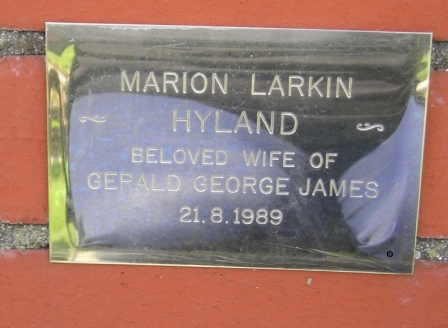 MARION LARKIN
HYLAND
BELOVED WIFE OF
GERALD GEORGE JAMES
21.8.1989